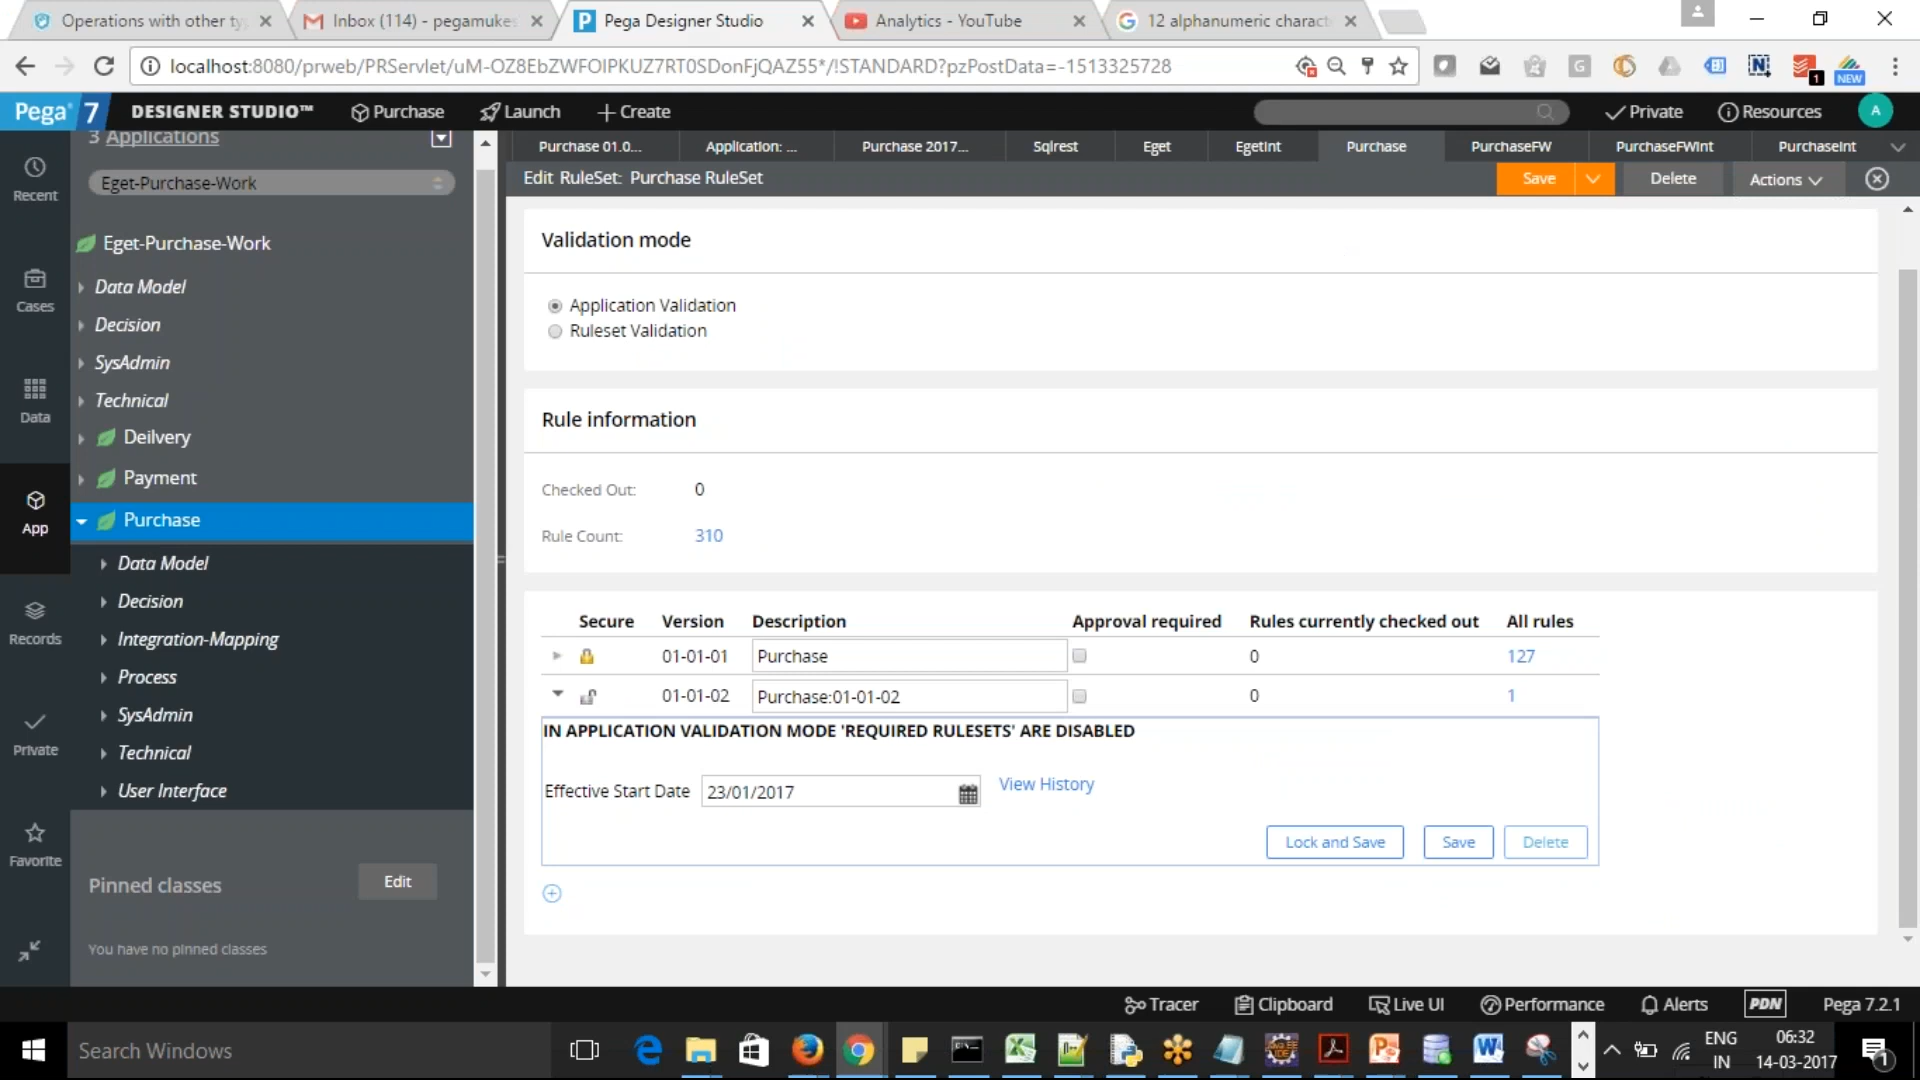 Operations with other ty
Inbox (114) - pegamukes
Pega Designer Studio
Analytics - YouTube
12 alphanumeric charact
localhost:8080/prweb/PRServlet/uM-OZ8EbZWFOIPKUZ7RT0SDonFjQAZ55*/!STANDARD?pzPostData=-1513325728
1
NEW
Pega 7 DESIGNER STUDIO™ Purchase Launch + Create Private Resources A
3 Applications
Purchase 01.0... Application: ... Purchase 2017... Sqlrest Eget EgetInt Purchase PurchaseFW PurchaseFWInt PurchaseInt
Edit RuleSet: Purchase RuleSet
Save Delete Actions
Recent
Cases
Data
App
Records
Private
Favorite
Eget-Purchase-Work
Eget-Purchase-Work
Data Model
Decision
SysAdmin
Technical
Deilvery
Payment
Purchase
Data Model
Decision
Integration-Mapping
Process
SysAdmin
Technical
User Interface
Pinned classes Edit
You have no pinned classes
Validation mode
Application Validation
Ruleset Validation
Rule information
Checked Out: 0
Rule Count: 310
Secure Version Description Approval required Rules currently checked out All rules
01-01-01 Purchase 0 127
01-01-02 Purchase:01-01-02 0 1
IN APPLICATION VALIDATION MODE 'REQUIRED RULESETS' ARE DISABLED
Effective Start Date 23/01/2017 View History
Lock and Save Save Delete
Tracer Clipboard Live UI Performance Alerts PDN Pega 7.2.1
Search Windows
ENG
IN
06:32
14-03-2017
1